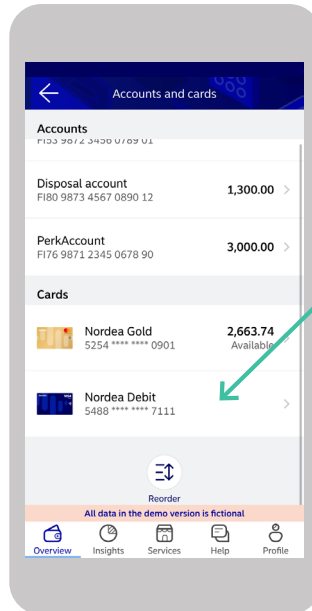 Accounts and cards
Accounts
FI53 9872 3456 0789 01
Disposal account
1,300.00
FI80 9873 4567 0890 12
PerkAccount
3,000.00
FI76 9871 2345 0678 90
Cards
Nordea Gold
2,663.74
5254 **** **** 0901
Available
Nordea Debit
5488 **** **** 7111
Reorder
All data in the demo version is fictional
Overview
Insights
Services
Help
Profile